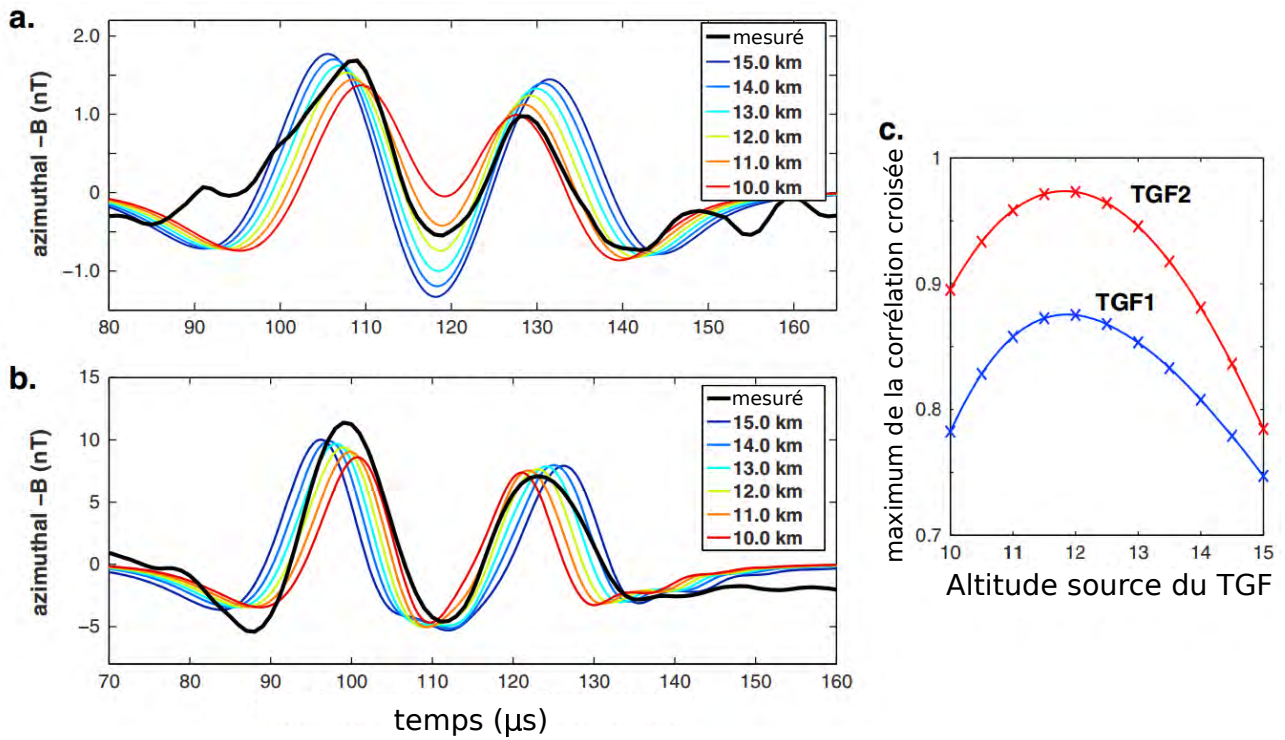 a.
azimuthal −B (nT)
2.0
1.0
0
−1.0
80
90
100
110
120
130
140
150
160
mesuré
15.0 km
14.0 km
13.0 km
12.0 km
11.0 km
10.0 km
b.
azimuthal −B (nT)
15
10
5
0
−5
70
80
90
100
110
120
130
140
150
160
mesuré
15.0 km
14.0 km
13.0 km
12.0 km
11.0 km
10.0 km
temps (μs)
c.
maximum de la corrélation croisée
1
0.9
0.8
0.7
TGF2
TGF1
10
11
12
13
14
15
Altitude source du TGF